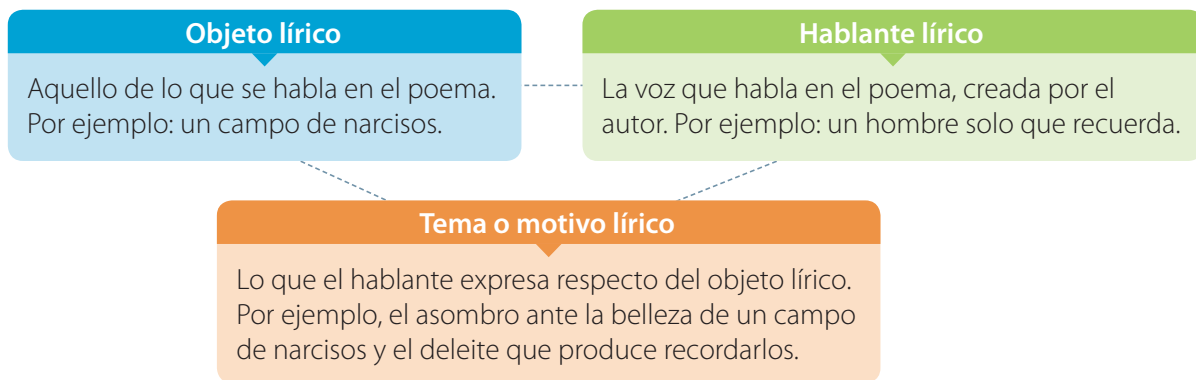 Objeto lírico
Aquello de lo que se habla en el poema.
Por ejemplo: un campo de narcisos.
Hablante lírico
La voz que habla en el poema, creada por el
autor. Por ejemplo: un hombre solo que recuerda.
Tema o motivo lírico
Lo que el hablante expresa respecto del objeto lírico.
Por ejemplo, el asombro ante la belleza de un campo
de narcisos y el deleite que produce recordarlos.